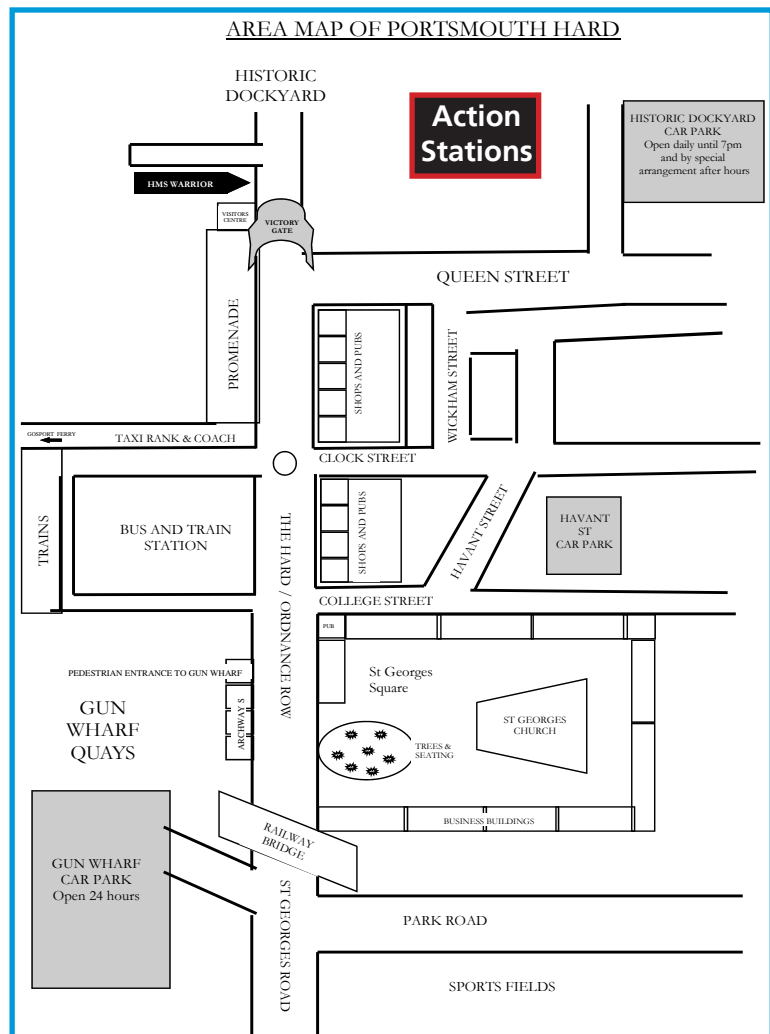 AREA MAP OF PORTSMOUTH HARD
HISTORIC
DOCKYARD
Action
Stations
HISTORIC DOCKYARD
CAR PARK
Open daily until 7pm
and by special
arrangement after hours
HMS WARRIOR
VISITORS
CENTRE
VICTORY
GATE
QUEEN STREET
PROMENADE
SHOPS AND PUBS
WICKHAM STREET
GOSPORT FERRY
TAXI RANK & COACH
CLOCK STREET
TRAINS
BUS AND TRAIN
STATION
THE HARD / ORDNANCE ROW
SHOPS AND PUBS
HAVANT STREET
HAVANT
ST
CAR PARK
COLLEGE STREET
PUB
PEDESTRIAN ENTRANCE TO GUN WHARF
St Georges
Square
GUN
WHARF
QUAYS
ARCHWAY S
ST GEORGES
CHURCH
TREES &
SEATING
BUSINESS BUILDINGS
RAILWAY
BRIDGE
GUN WHARF
CAR PARK
Open 24 hours
ST GEORGES ROAD
PARK ROAD
SPORTS FIELDS